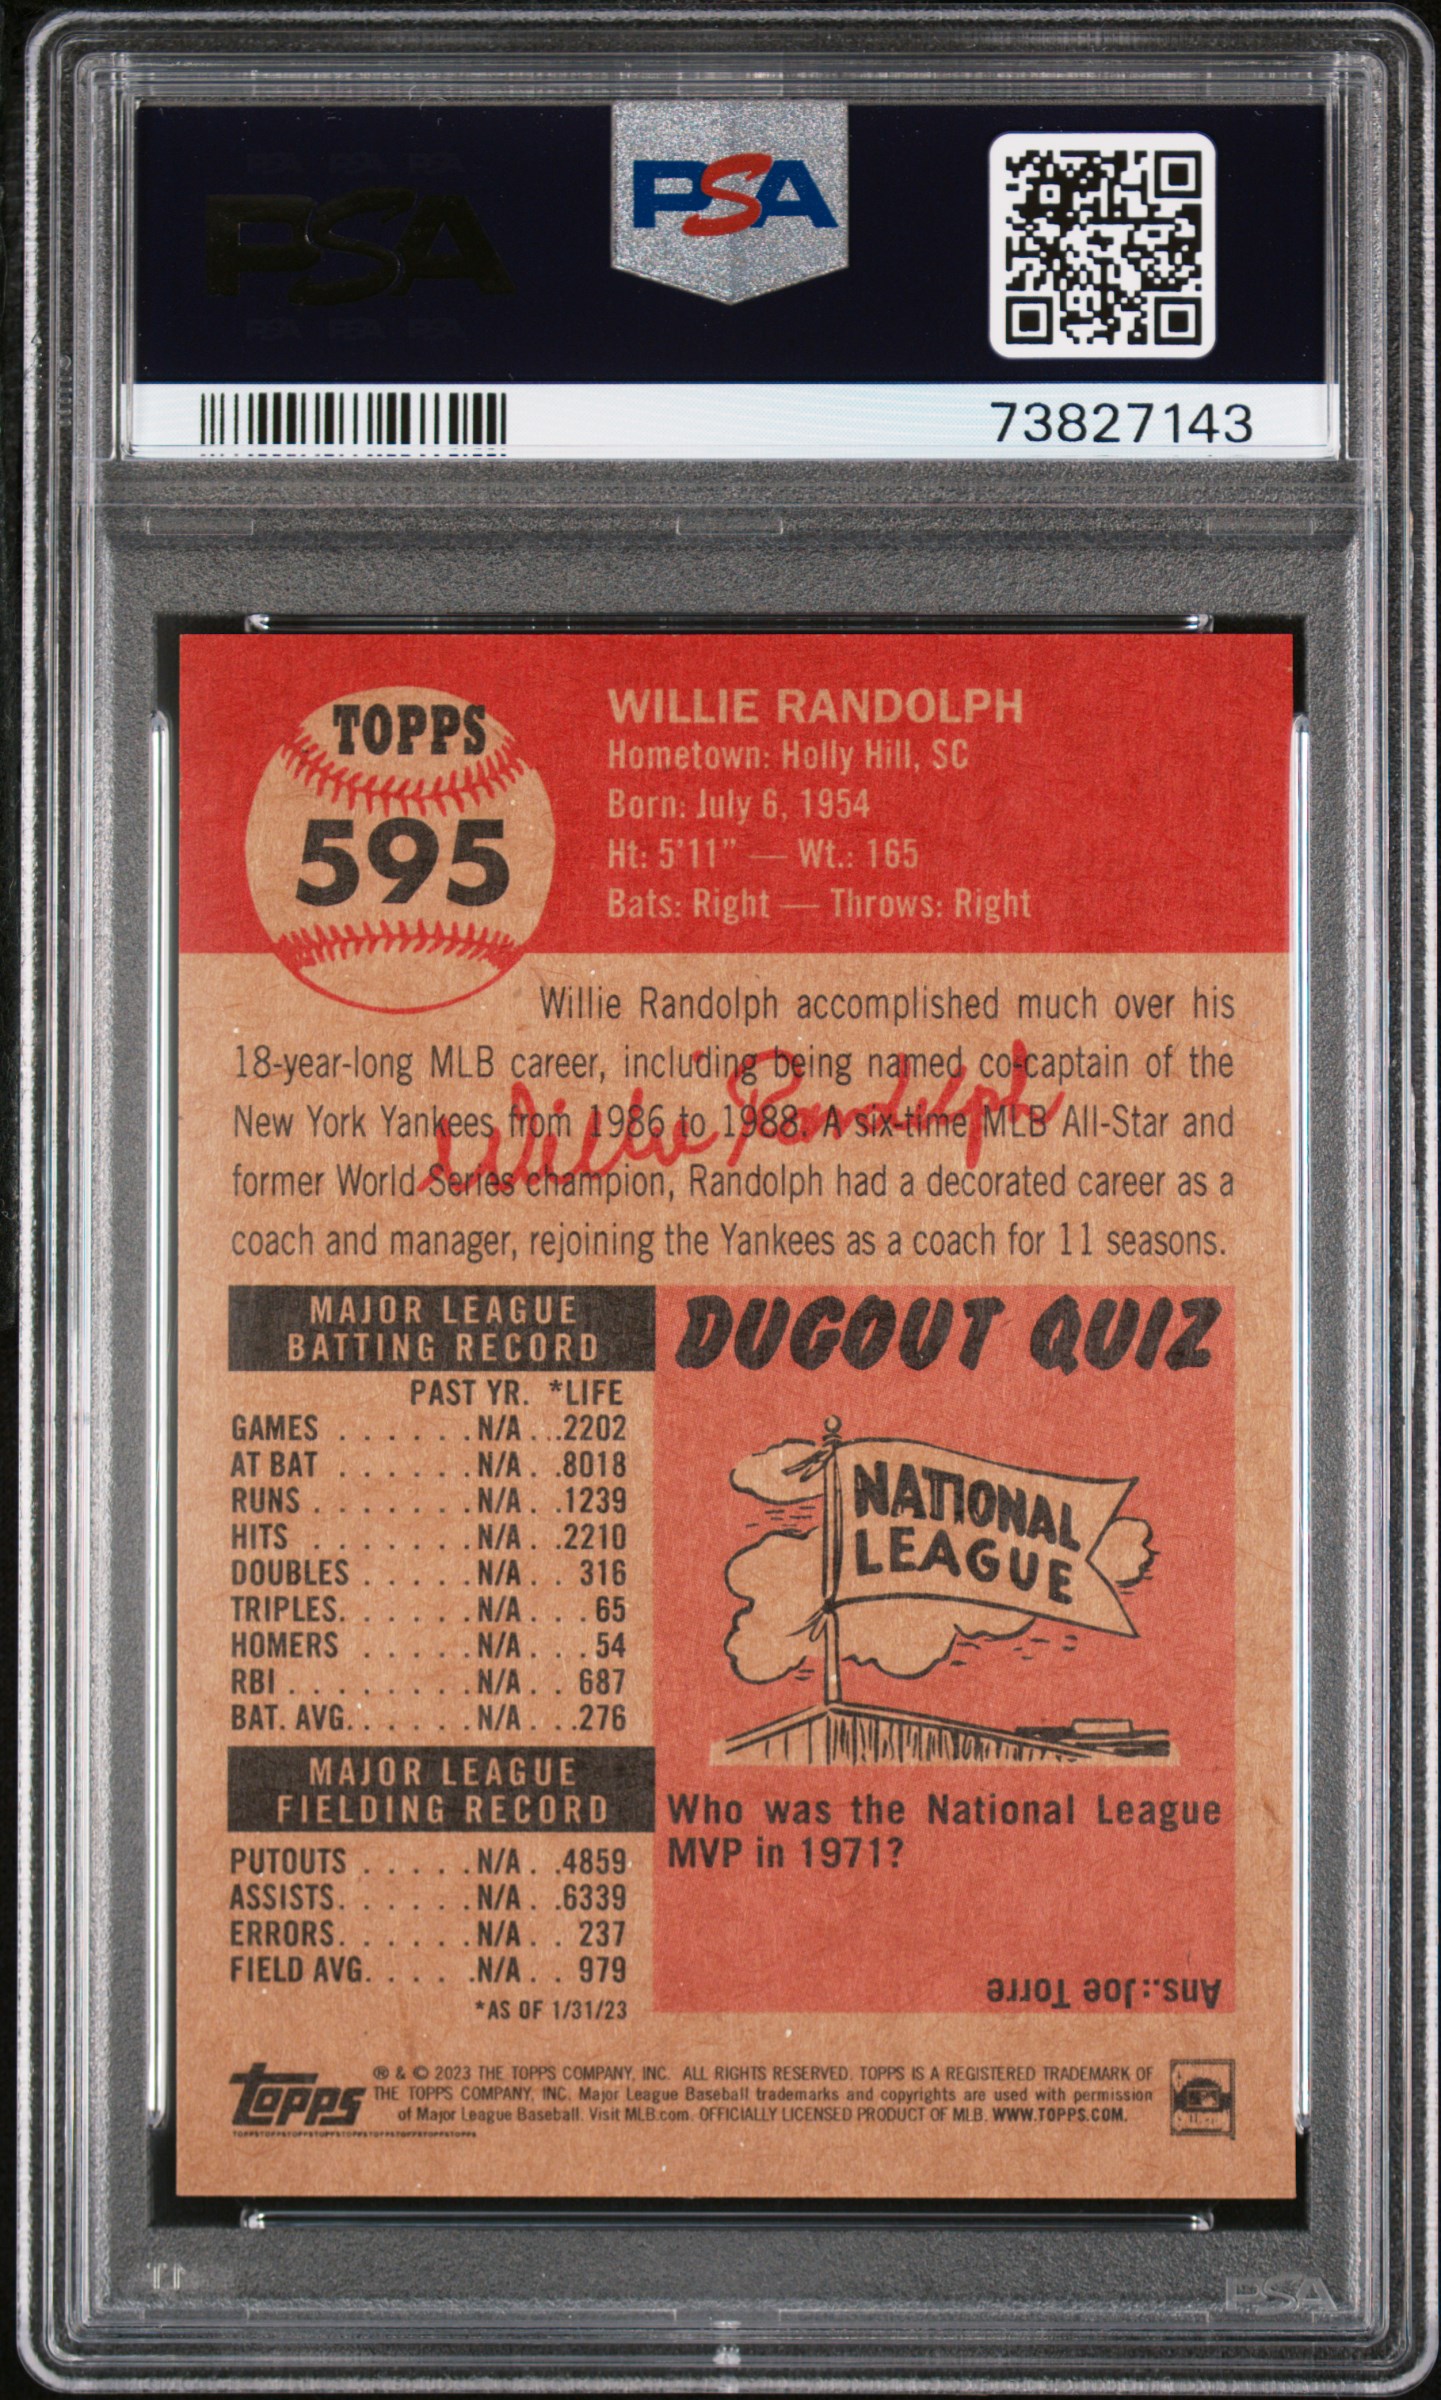 PSA
PSA
73827143
TOPPS
595
WILLIE RANDOLPH
Hometown: Holly Hill, SC
Born: July 6, 1954
Ht: 5'11" — Wt.: 165
Bats: Right — Throws: Right
Willie Randolph accomplished much over his
18-year-long MLB career, including being named co-captain of the
New York Yankees from 1986 to 1988. A six-time MLB All-Star and
former World Series champion, Randolph had a decorated career as a
coach and manager, rejoining the Yankees as a coach for 11 seasons.
Willie Randolph
MAJOR LEAGUE
BATTING RECORD
PAST YR. *LIFE
GAMES . . . . . . N/A . . .2202
AT BAT . . . . . . N/A . .8018
RUNS . . . . . . . N/A . .1239
HITS . . . . . . . N/A . .2210
DOUBLES . . . . . N/A . . 316
TRIPLES. . . . . . N/A . . . 65
HOMERS . . . . . N/A . . . 54
RBI . . . . . . . . N/A . . 687
BAT. AVG. . . . . . N/A . . .276
MAJOR LEAGUE
FIELDING RECORD
PUTOUTS . . . . . N/A . .4859
ASSISTS. . . . . . N/A . .6339
ERRORS. . . . . . N/A . . 237
FIELD AVG. . . . . N/A . . 979
*AS OF 1/31/23
DUGOUT QUIZ
NATIONAL
LEAGUE
Who was the National League
MVP in 1971?
Ans.:Joe Torre
topps
® & © 2023 THE TOPPS COMPANY, INC. ALL RIGHTS RESERVED. TOPPS IS A REGISTERED TRADEMARK OF
THE TOPPS COMPANY, INC. Major League Baseball trademarks and copyrights are used with permission
of Major League Baseball. Visit MLB.com. OFFICIALLY LICENSED PRODUCT OF MLB. WWW.TOPPS.COM.
PSA